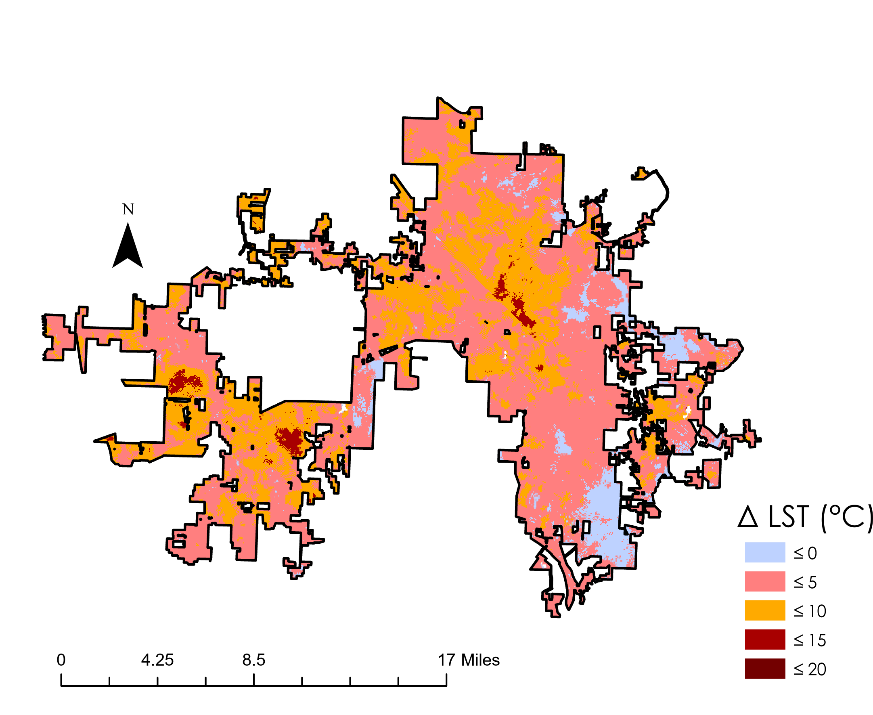 N
Δ LST (°C)
≤ 0
≤ 5
≤ 10
≤ 15
≤ 20
0 4.25 8.5 17 Miles